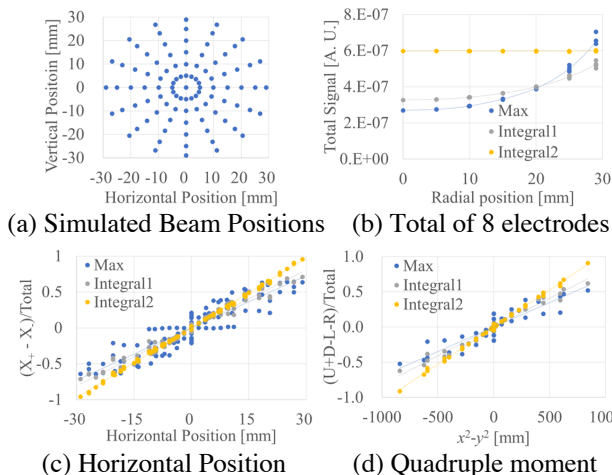 Vertical Positoin [mm]
30
20
10
0
10
20
30
-30 -20 -10 0 10 20 30
Horizontal Position [mm]
(a) Simulated Beam Positions
Total Signal [A. U.]
8.E-07
6.E-07
4.E-07
2.E-07
0.E+00
Max
Integral1
Integral2
0 10 20 30
Radial position [mm]
(b) Total of 8 electrodes
(X+ - X-)/Total
1
0.5
0
-0.5
-1
Max
Integral1
Integral2
-30 -15 0 15 30
Horizontal Position [mm]
(c) Horizontal Position
(U+D-L-R)/Total
1.0
0.5
0.0
-0.5
-1.0
Max
Integral1
Integral2
-1000 -500 0 500 1000
x²-y² [mm]
(d) Quadruple moment